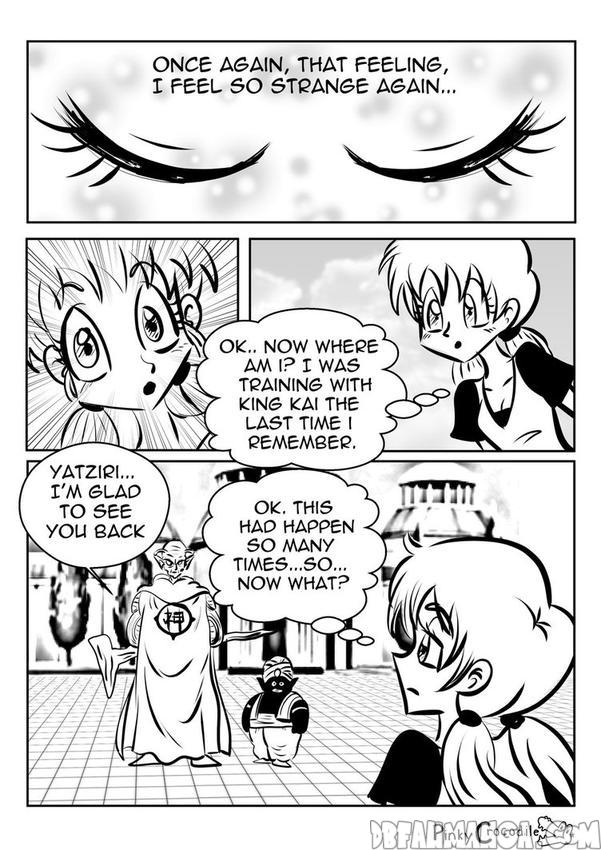 ONCE AGAIN, THAT FEELING,
I FEEL SO STRANGE AGAIN...
OK.. NOW WHERE
AM I? I WAS
TRAINING WITH
KING KAI THE
LAST TIME I
REMEMBER.
YATZIRI...
I'M GLAD
TO SEE
YOU BACK
OK. THIS
HAD HAPPEN
SO MANY
TIMES...SO...
NOW WHAT?
神
Pinky Crocodile
DBFANMANGA.COM